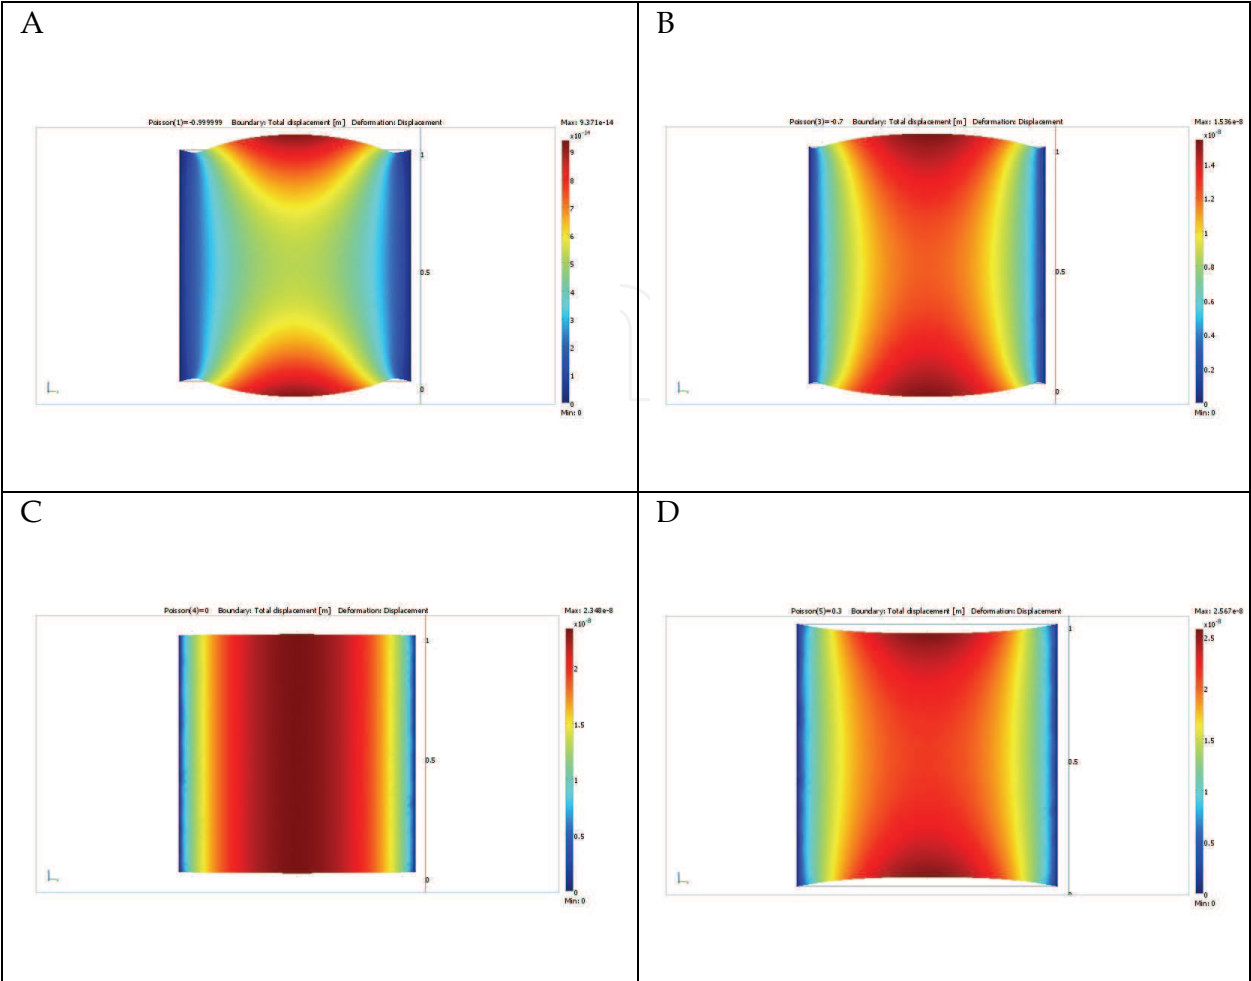 A
Poisson(1)=-0.999999 Boundary: Total displacement [m] Deformation: Displacement
Max: 9.371e-14
x10^-14
9
8
7
6
5
4
3
2
1
0
Min: 0
1
0.5
0
B
Poisson(3)=-0.7 Boundary: Total displacement [m] Deformation: Displacement
Max: 1.536e-8
x10^-8
1.4
1.2
1
0.8
0.6
0.4
0.2
0
Min: 0
1
0.5
0
C
Poisson(4)=0 Boundary: Total displacement [m] Deformation: Displacement
Max: 2.348e-8
x10^-8
2
1.5
1
0.5
0
Min: 0
1
0.5
0
D
Poisson(5)=0.3 Boundary: Total displacement [m] Deformation: Displacement
Max: 2.567e-8
x10^-8
2.5
2
1.5
1
0.5
0
Min: 0
1
0.5